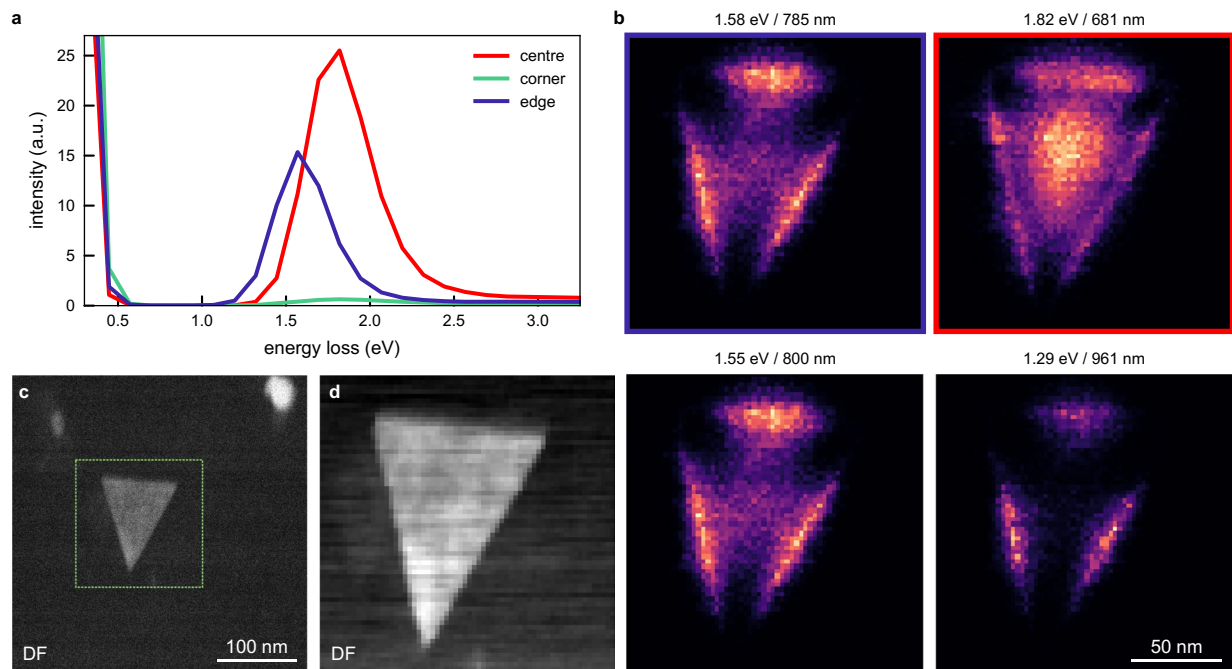 a
25
20
15
10
5
0
intensity (a.u.)
centre
corner
edge
0.5 1.0 1.5 2.0 2.5 3.0
energy loss (eV)
b
1.58 eV / 785 nm
1.82 eV / 681 nm
1.55 eV / 800 nm
1.29 eV / 961 nm
50 nm
c
DF
100 nm
d
DF